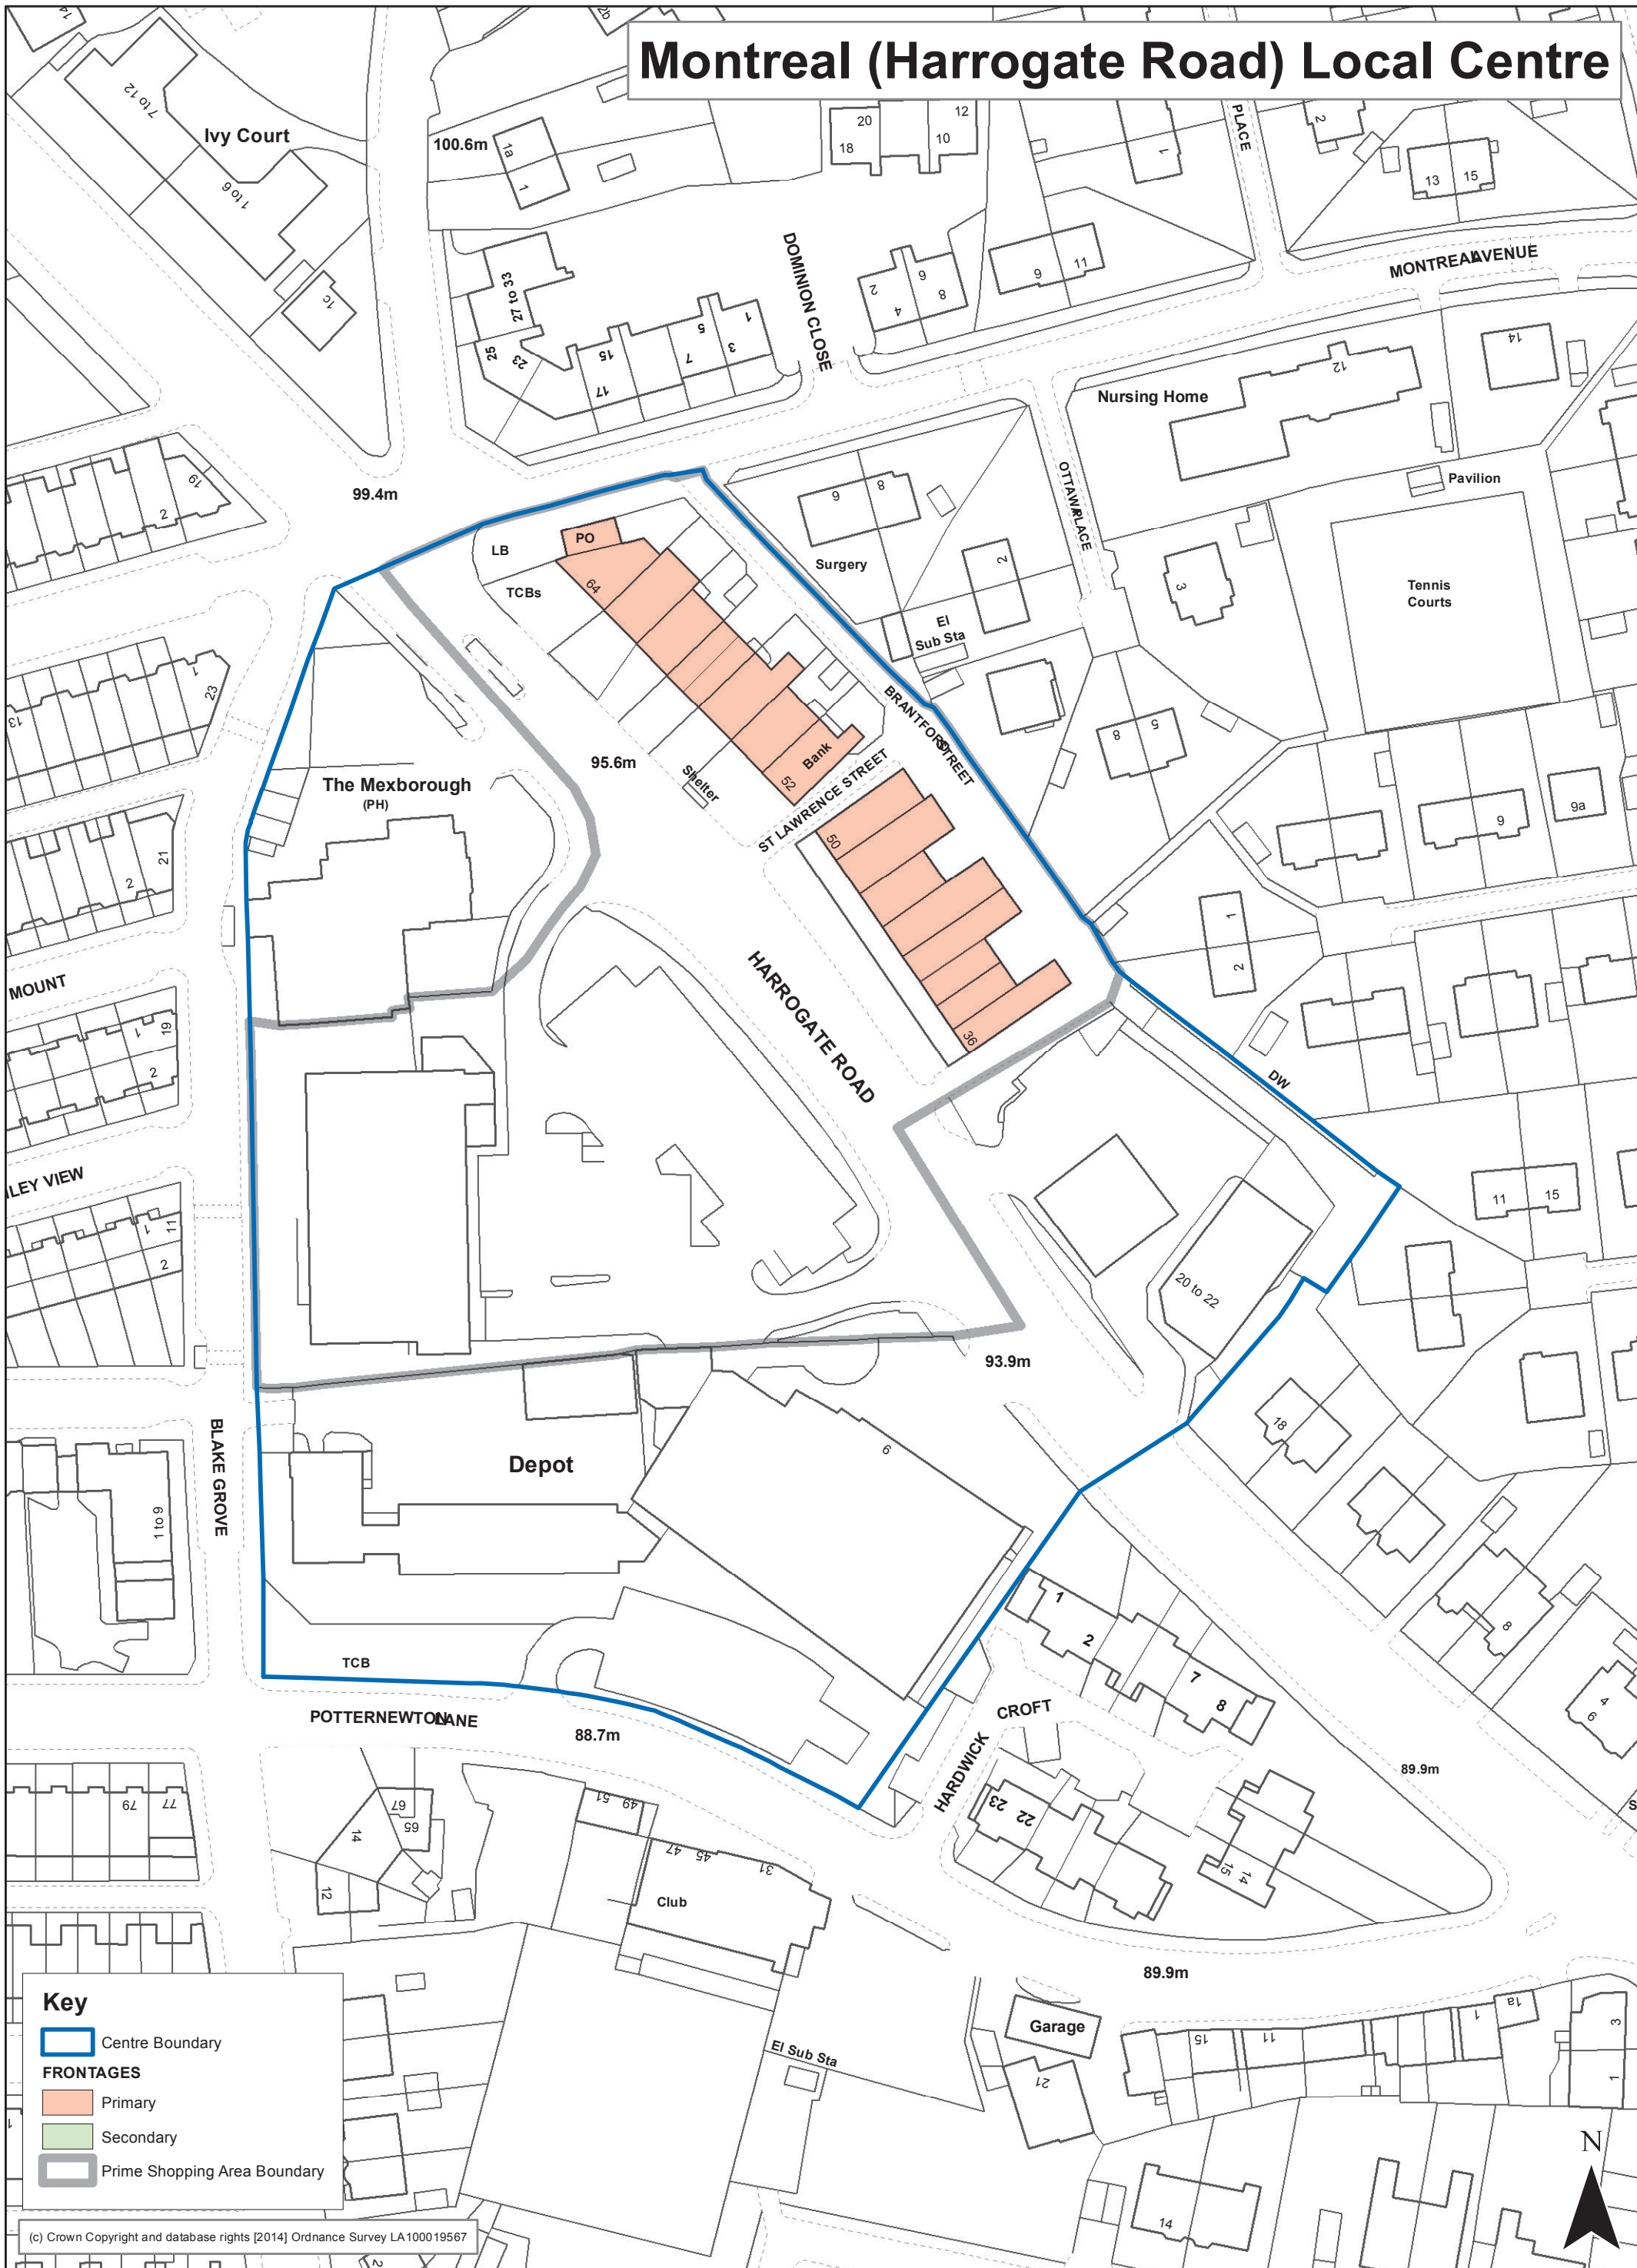 Montreal (Harrogate Road) Local Centre
14
2b
7 to 12
Ivy Court
1 to 6
1c
100.6m
1a
1
20
18
12
10
PLACE
1
2
13
15
DOMINION CLOSE
27 to 33
25
23
15
17
5
7
1
3
2
4
6
8
9
11
MONTREAL AVENUE
Nursing Home
12
14
Pavilion
OTTAWA PLACE
19
2
99.4m
6
8
Surgery
2
El
Sub Sta
3
Tennis
Courts
LB
PO
TCBs
64
13
1
23
95.6m
Shelter
Bank
52
BRANTFORD STREET
ST LAWRENCE STREET
50
8
5
9
9a
The Mexborough
(PH)
21
2
1
2
MOUNT
1
19
2
HARROGATE ROAD
36
DW
ILEY VIEW
1
11
2
11
15
20 to 22
93.9m
18
BLAKE GROVE
Depot
6
1 to 9
1
2
7
8
8
4
6
TCB
POTTERNEWTON LANE
88.7m
HARDWICK
CROFT
89.9m
S
79
77
67
65
14
12
51
49
47
45
31
Club
23
22
15
14
89.9m
Garage
21
15
11
1
1a
3
1
El Sub Sta
14
2
1
N
Key
Centre Boundary
FRONTAGES
Primary
Secondary
Prime Shopping Area Boundary
(c) Crown Copyright and database rights [2014] Ordnance Survey LA100019567